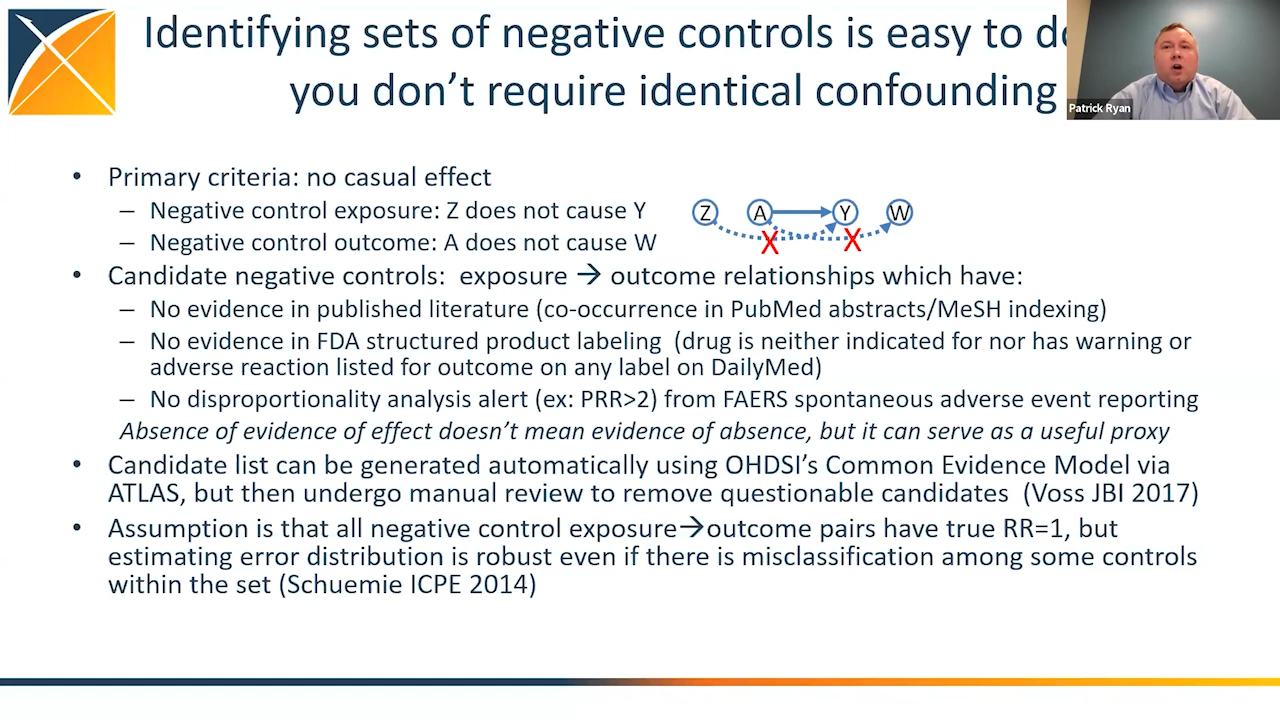 Identifying sets of negative controls is easy to do
you don't require identical confounding
Patrick Ryan
• Primary criteria: no casual effect
– Negative control exposure: Z does not cause Y
– Negative control outcome: A does not cause W
Z A Y W
X X
• Candidate negative controls: exposure → outcome relationships which have:
– No evidence in published literature (co-occurrence in PubMed abstracts/MeSH indexing)
– No evidence in FDA structured product labeling (drug is neither indicated for nor has warning or
adverse reaction listed for outcome on any label on DailyMed)
– No disproportionality analysis alert (ex: PRR>2) from FAERS spontaneous adverse event reporting
Absence of evidence of effect doesn't mean evidence of absence, but it can serve as a useful proxy
• Candidate list can be generated automatically using OHDSI's Common Evidence Model via
ATLAS, but then undergo manual review to remove questionable candidates (Voss JBI 2017)
• Assumption is that all negative control exposure→outcome pairs have true RR=1, but
estimating error distribution is robust even if there is misclassification among some controls
within the set (Schuemie ICPE 2014)